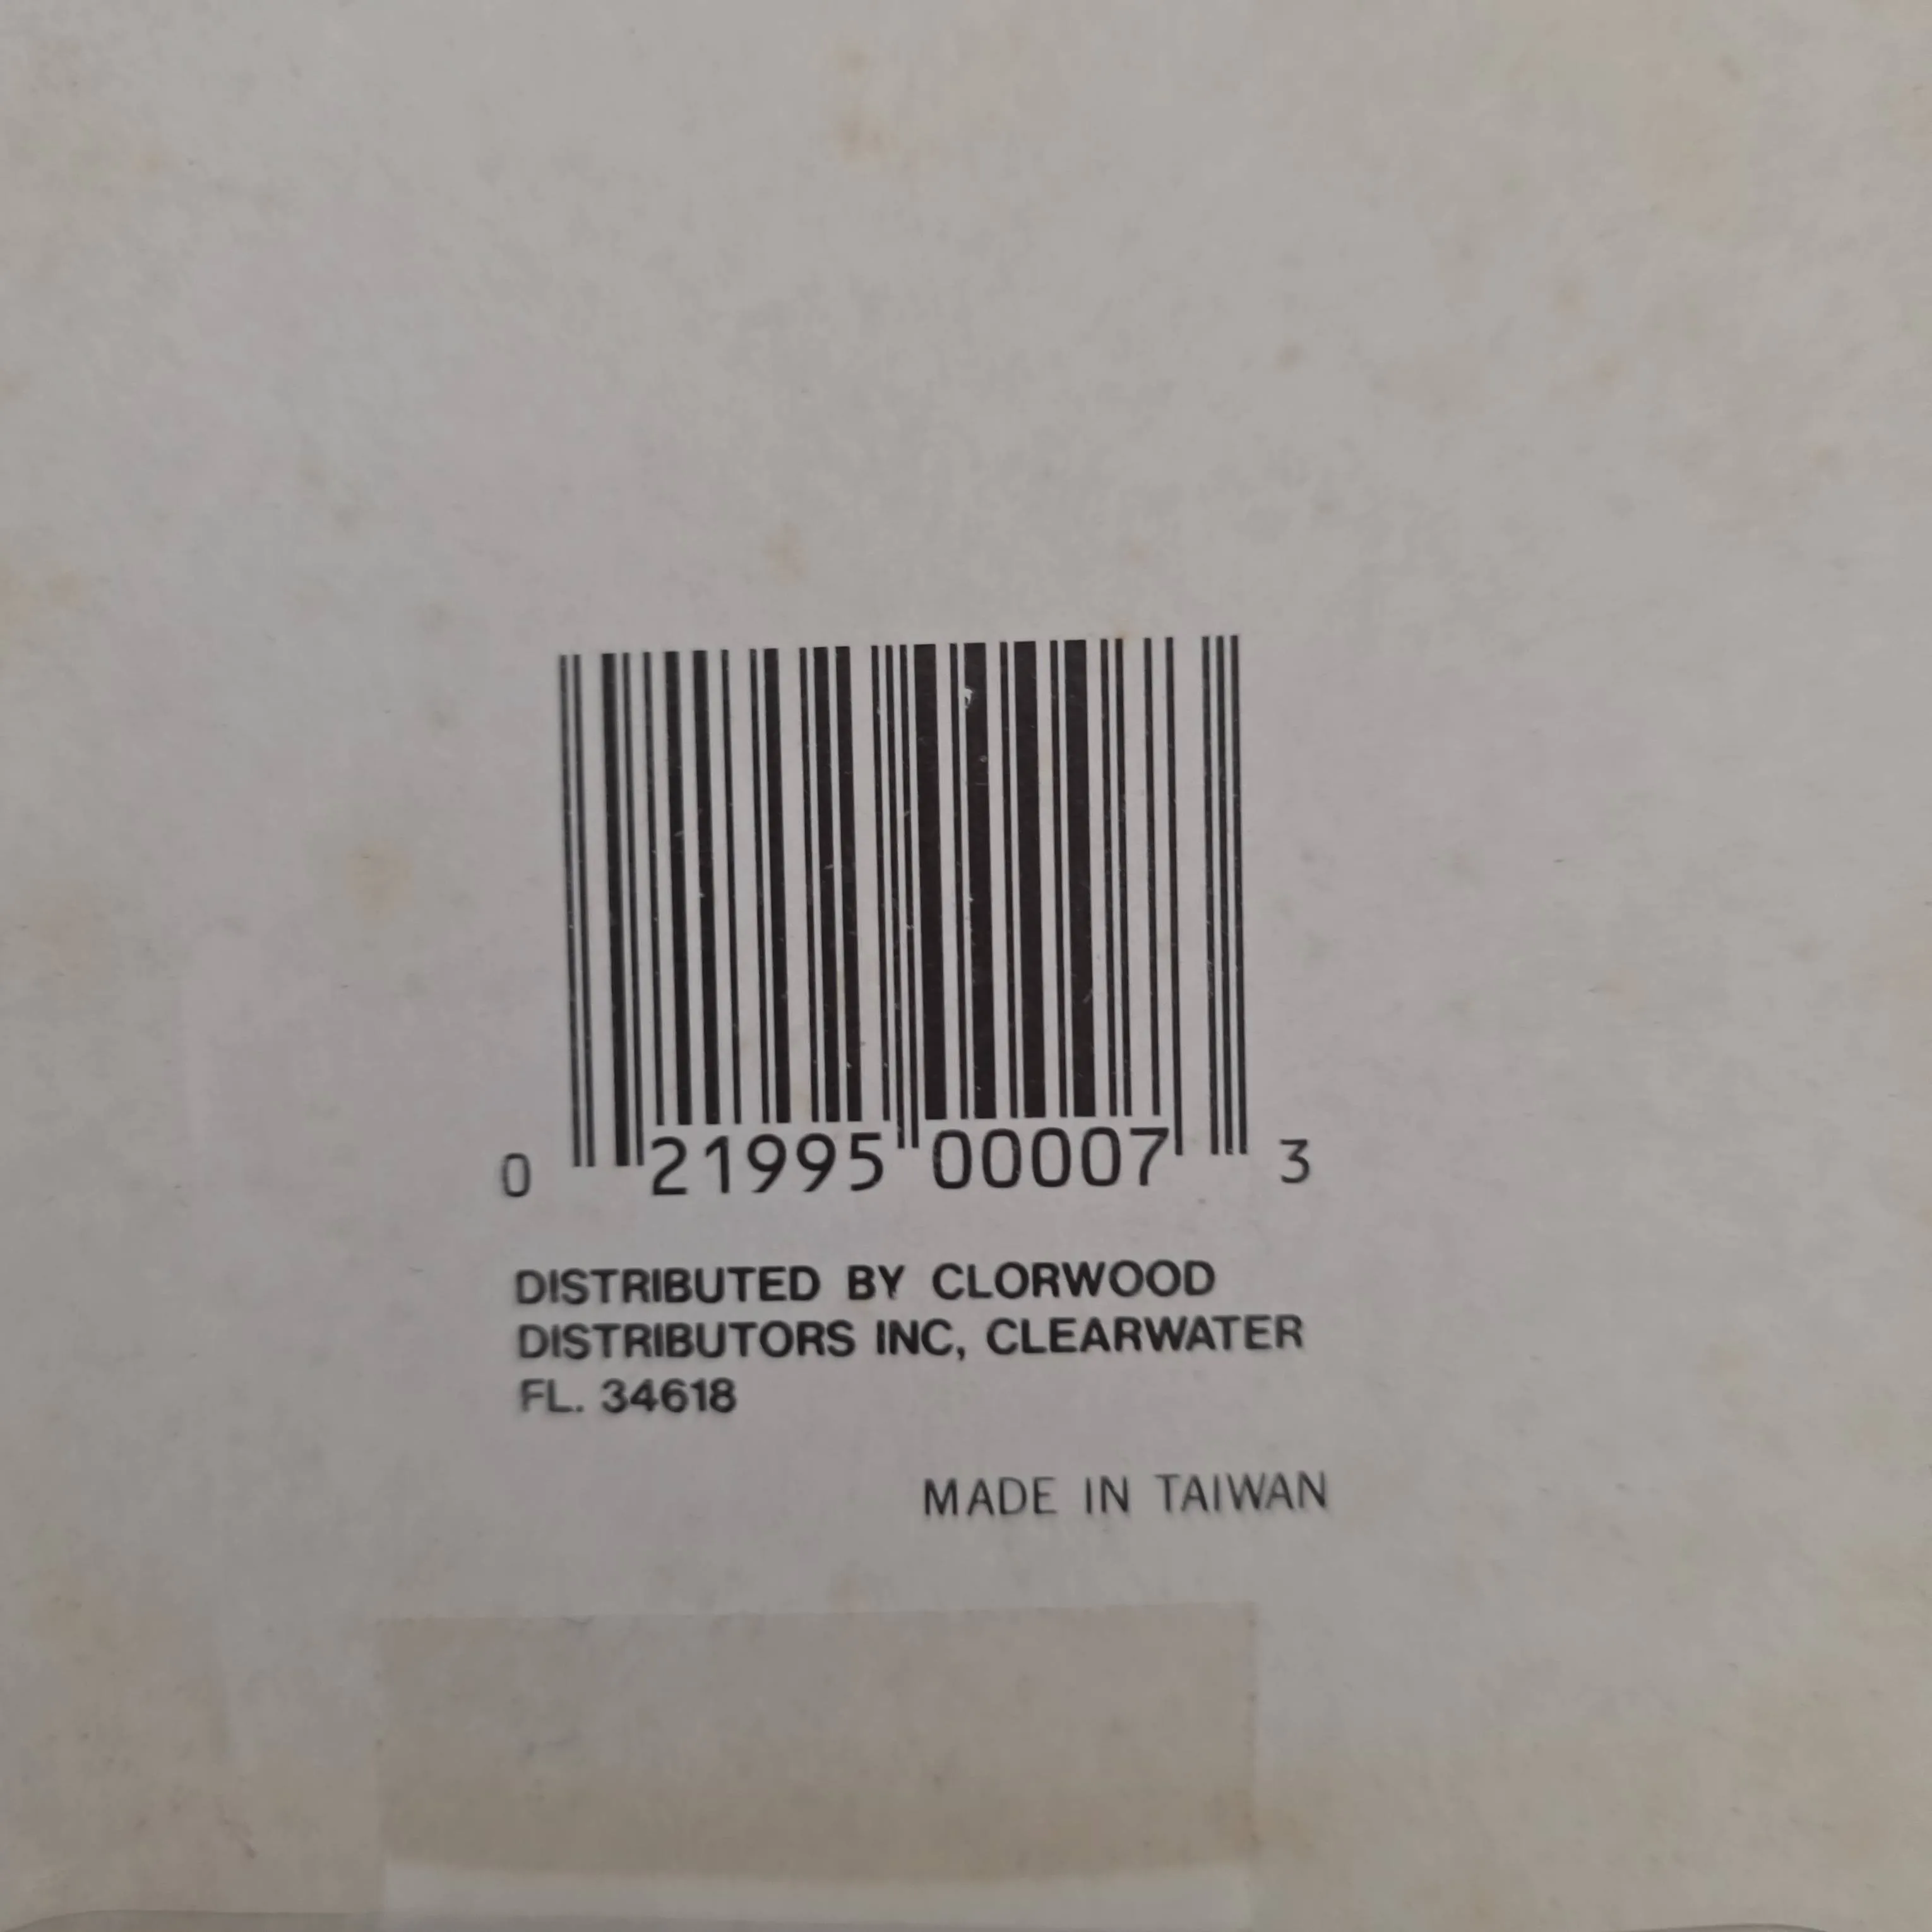 0 21995 00007 3
DISTRIBUTED BY CLORWOOD
DISTRIBUTORS INC, CLEARWATER
FL. 34618
MADE IN TAIWAN